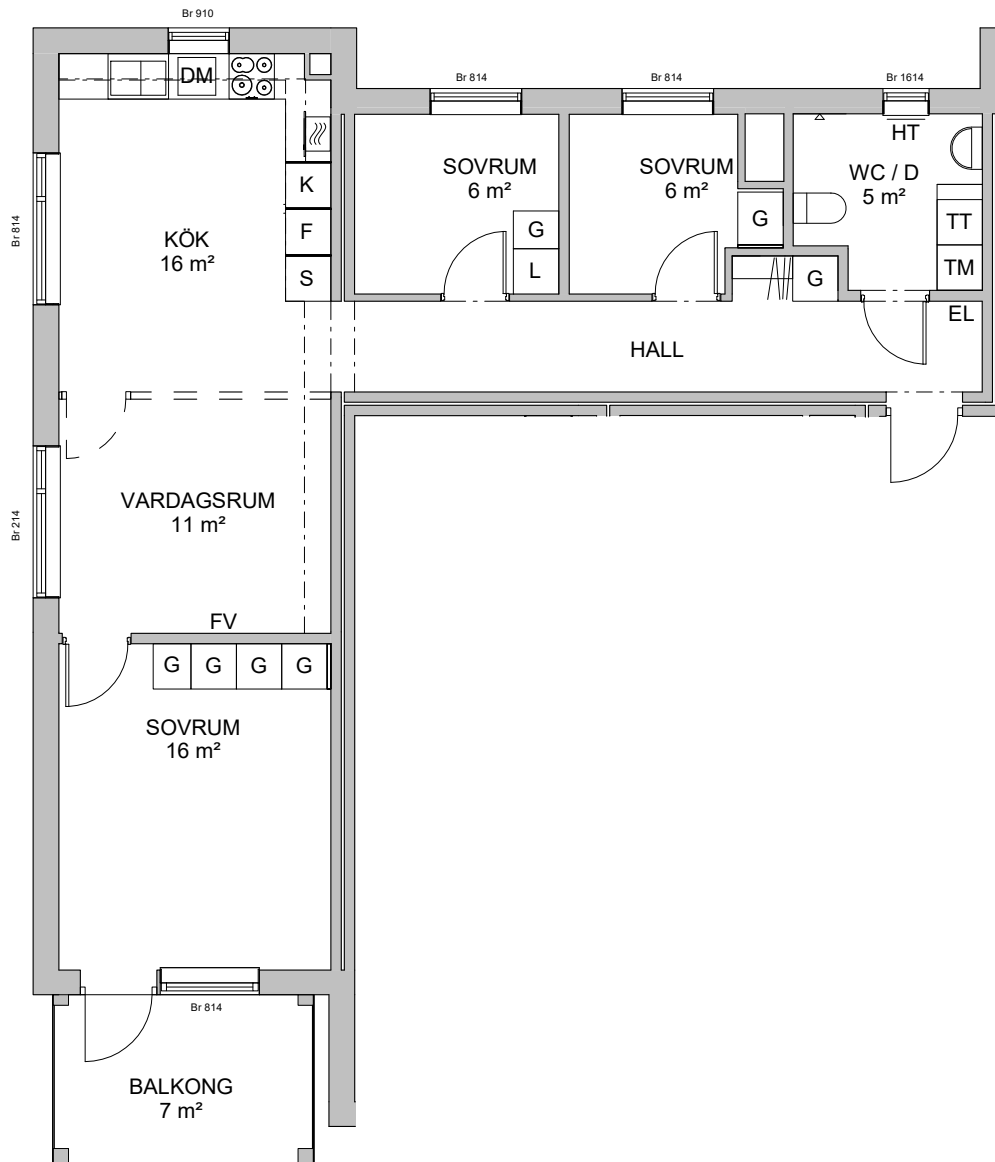 Br 910
DM
Br 814
Br 814
Br 1614
HT
SOVRUM
6 m²
SOVRUM
6 m²
WC / D
5 m²
K
F
S
G
L
G
TT
TM
Br 814
KÖK
16 m²
G
EL
HALL
Br 214
VARDAGSRUM
11 m²
FV
G
G
G
G
SOVRUM
16 m²
Br 814
BALKONG
7 m²